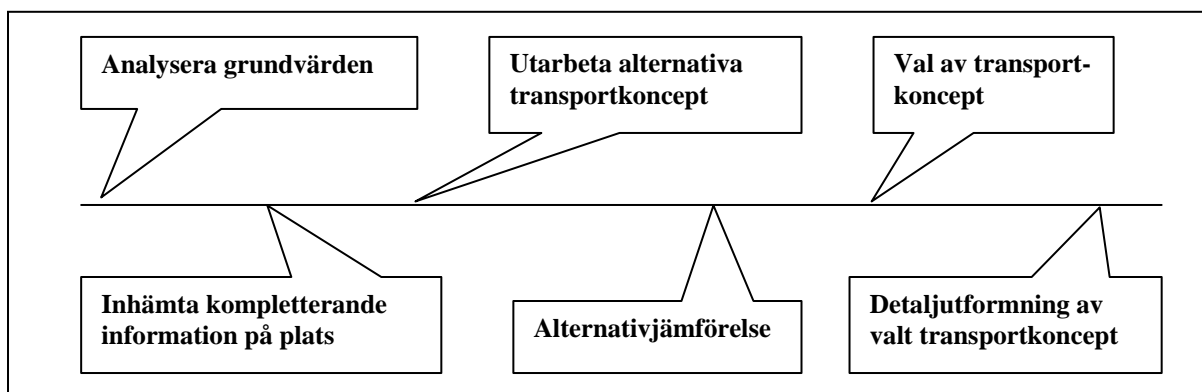 Analysera grundvärden
Utarbeta alternativa
transportkoncept
Val av transport-
koncept
Inhämta kompletterande
information på plats
Alternativjämförelse
Detaljutformning av
valt transportkoncept